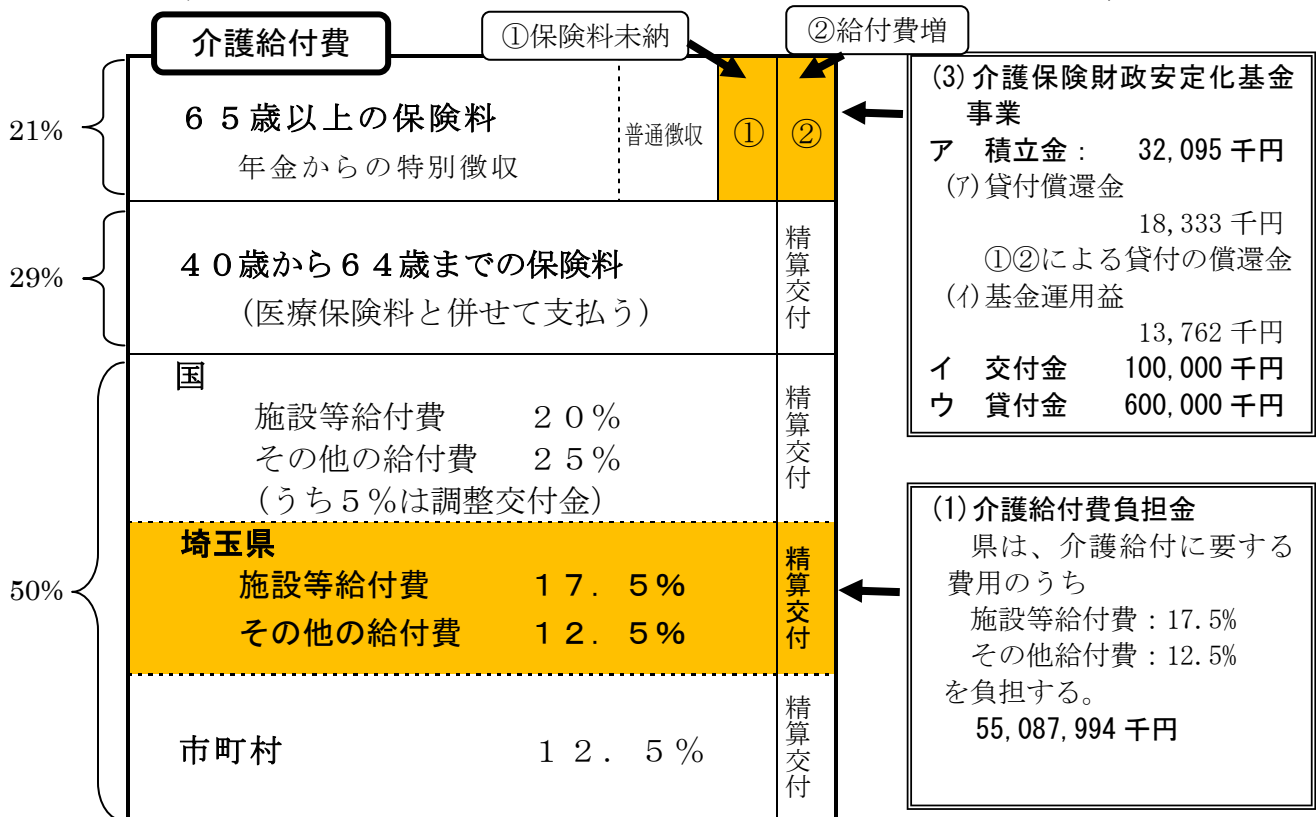 介護給付費
①保険料未納
②給付費増
21%
６５歳以上の保険料
年金からの特別徴収
普通徴収
①
②
29%
４０歳から６４歳までの保険料
(医療保険料と併せて支払う)
精算交付
50%
国
施設等給付費　２０％
その他の給付費　２５％
(うち５％は調整交付金)
精算交付
埼玉県
施設等給付費　１７．５％
その他の給付費　１２．５％
精算交付
市町村　１２．５％
精算交付
(3)介護保険財政安定化基金
事業
ア　積立金：　32,095 千円
(ｱ)貸付償還金
18,333 千円
①②による貸付の償還金
(ｲ)基金運用益
13,762 千円
イ　交付金　100,000 千円
ウ　貸付金　600,000 千円
(1)介護給付費負担金
県は、介護給付に要する
費用のうち
施設等給付費：17.5%
その他給付費：12.5%
を負担する。
55,087,994 千円